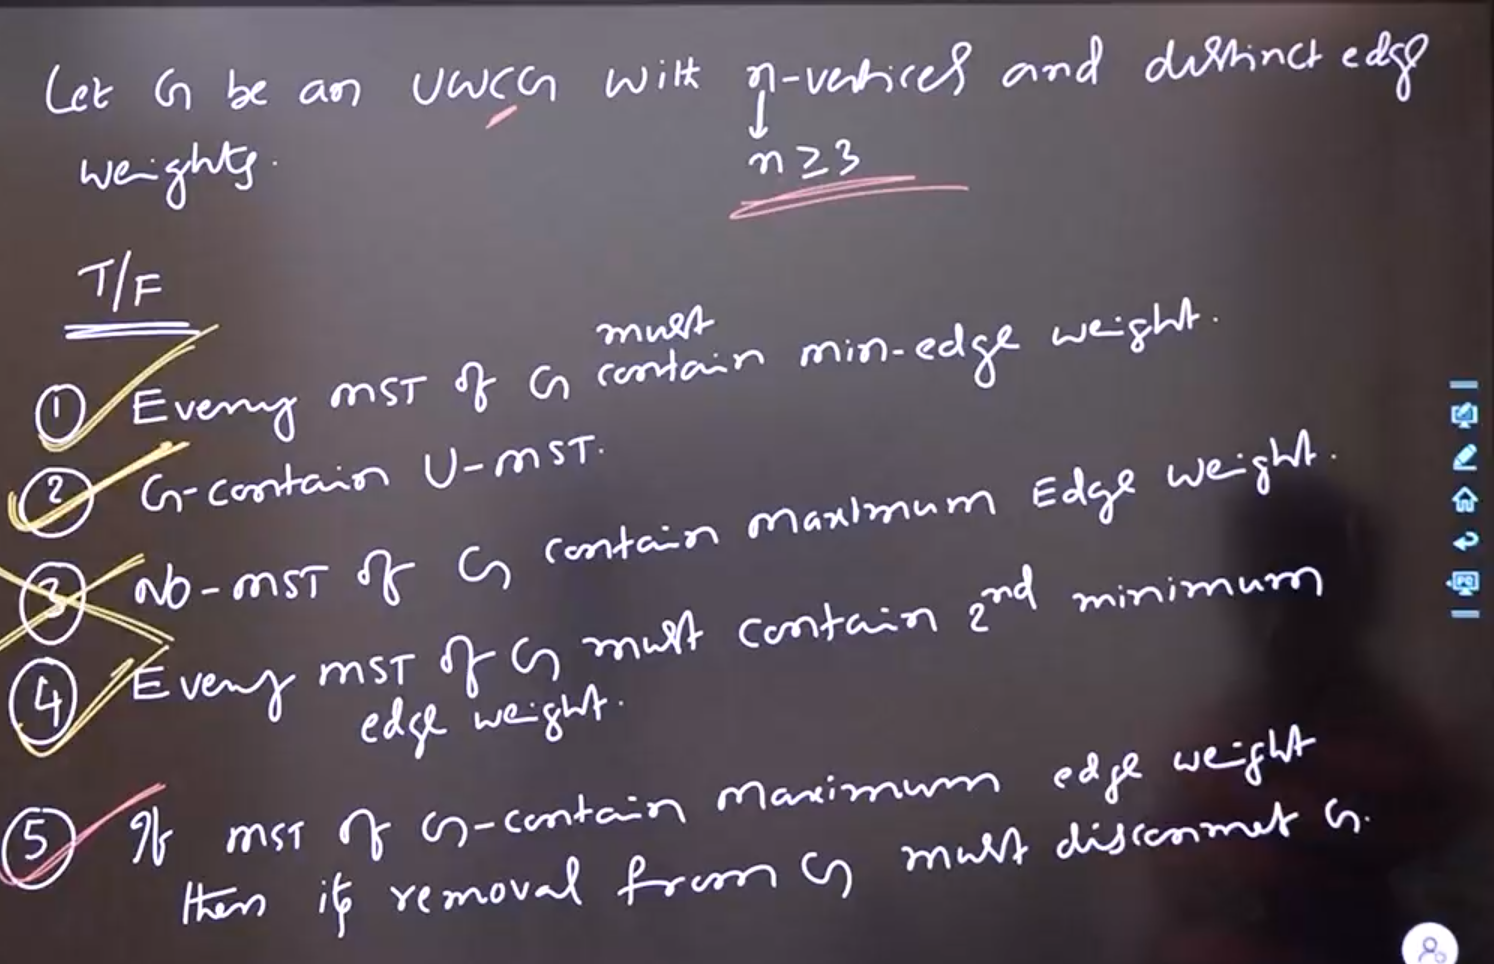 Let G be an UWCG with n-vertices and distinct edge
weights.
n ≥ 3
T/F
① Every MST of G must contain min-edge weight.
② G-contain U-MST.
③ No-MST of G contain maximum Edge weight.
④ Every MST of G must contain 2nd minimum
edge weight.
⑤ If MST of G-contain maximum edge weight
then its removal from G must disconnect G.